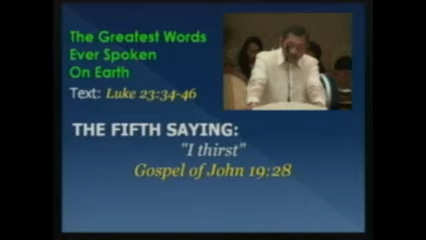 The Greatest Words
Ever Spoken
On Earth
Text: Luke 23:34-46
THE FIFTH SAYING:
"I thirst"
Gospel of John 19:28